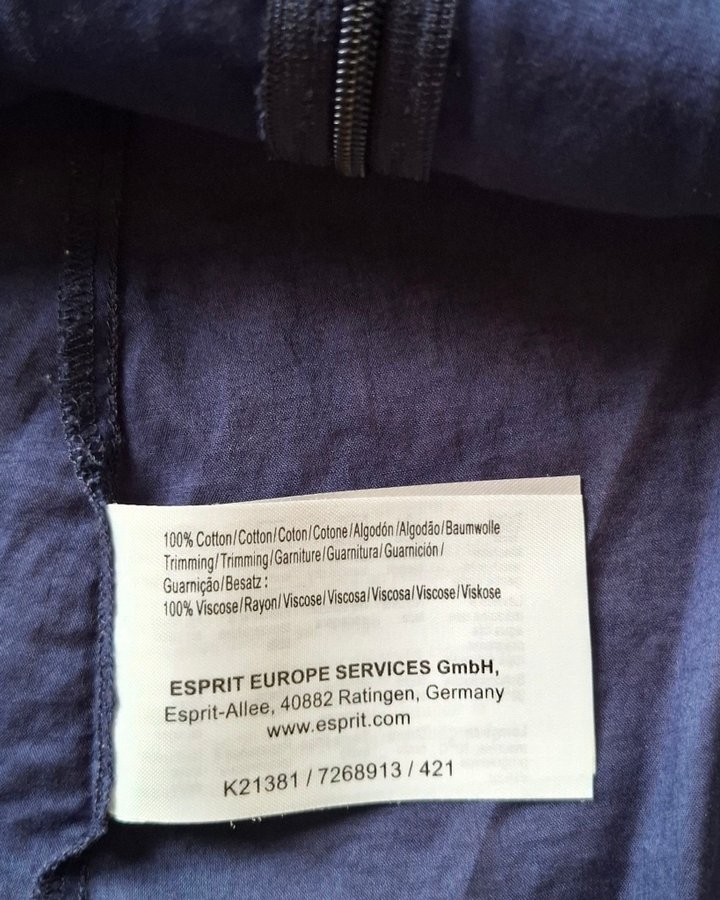 100% Cotton/Cotton/Coton/Cotone/Algodón/Algodão/Baumwolle
Trimming/Trimming/Garniture/Guarnitura/Guarnición/
Guarnição/Besatz:
100% Viscose/Rayon/Viscose/Viscosa/Viscosa/Viscose/Viskose
ESPRIT EUROPE SERVICES GmbH,
Esprit-Allee, 40882 Ratingen, Germany
www.esprit.com
K21381 / 7268913 / 421